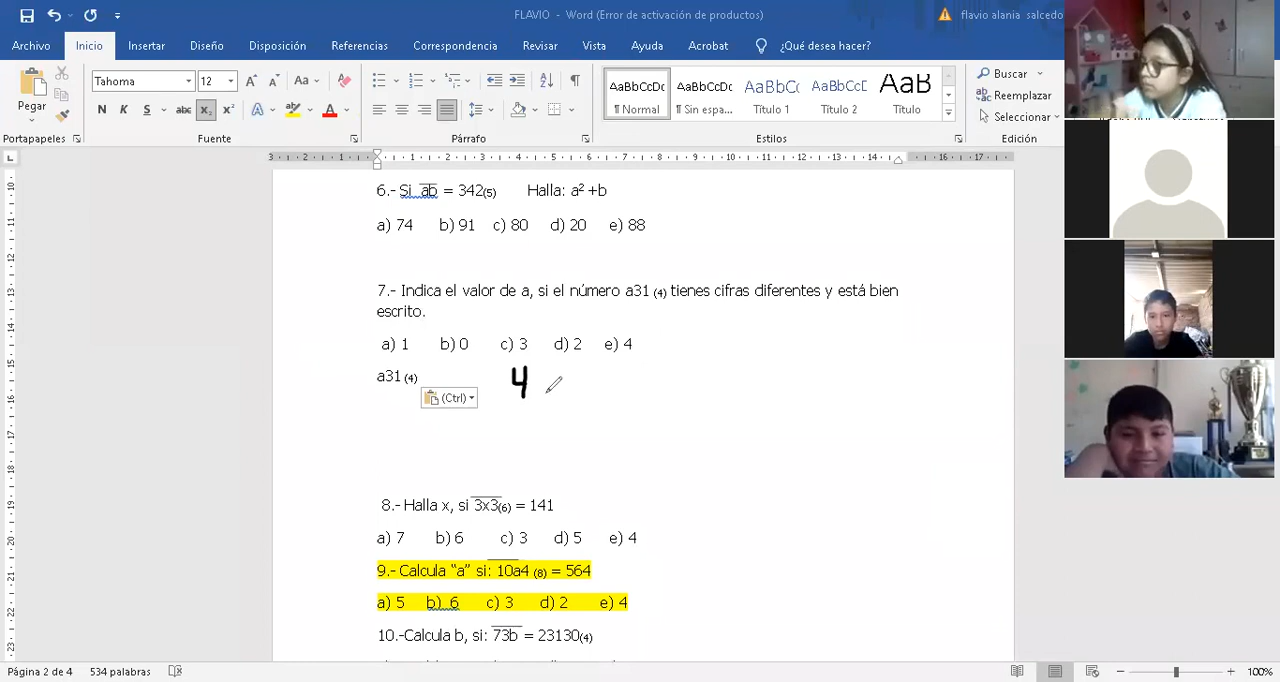 FLAVIO - Word (Error de activación de productos)
flavio alania salcedo
Archivo Inicio Insertar Diseño Disposición Referencias Correspondencia Revisar Vista Ayuda Acrobat ¿Qué desea hacer?
Pegar
Tahoma 12
N K S abc x₂ x²
AaBbCcDc AaBbCcDc AaBbC AaBbCcC AaB
¶ Normal ¶ Sin espa... Título 1 Título 2 Título
Buscar
Reemplazar
Seleccionar
Portapapeles Fuente Párrafo Estilos Edición
6.- Si ab = 342(5) Halla: a² +b
a) 74 b) 91 c) 80 d) 20 e) 88
7.- Indica el valor de a, si el número a31 (4) tienes cifras diferentes y está bien
escrito.
a) 1 b) 0 c) 3 d) 2 e) 4
a31 (4)
4
(Ctrl)
8.- Halla x, si 3x3(6) = 141
a) 7 b) 6 c) 3 d) 5 e) 4
9.- Calcula “a” si: 10a4 (8) = 564
a) 5 b) 6 c) 3 d) 2 e) 4
10.-Calcula b, si: 73b = 23130(4)
Página 2 de 4 534 palabras
100%